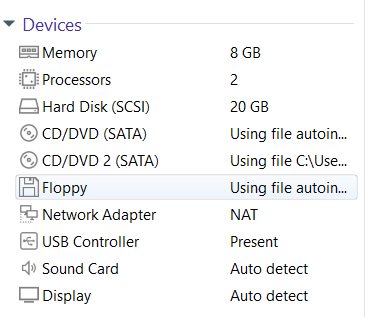 Devices
Memory 8 GB
Processors 2
Hard Disk (SCSI) 20 GB
CD/DVD (SATA) Using file autoin...
CD/DVD 2 (SATA) Using file C:\Use...
Floppy Using file autoin...
Network Adapter NAT
USB Controller Present
Sound Card Auto detect
Display Auto detect